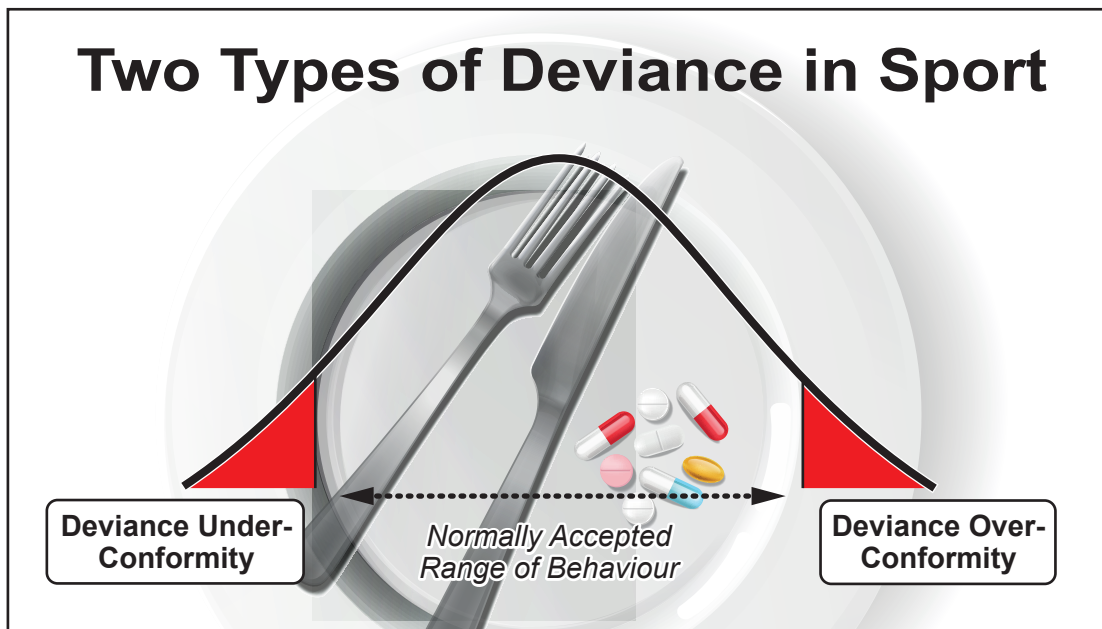 Two Types of Deviance in Sport
Deviance Under-
Conformity
Normally Accepted
Range of Behaviour
Deviance Over-
Conformity